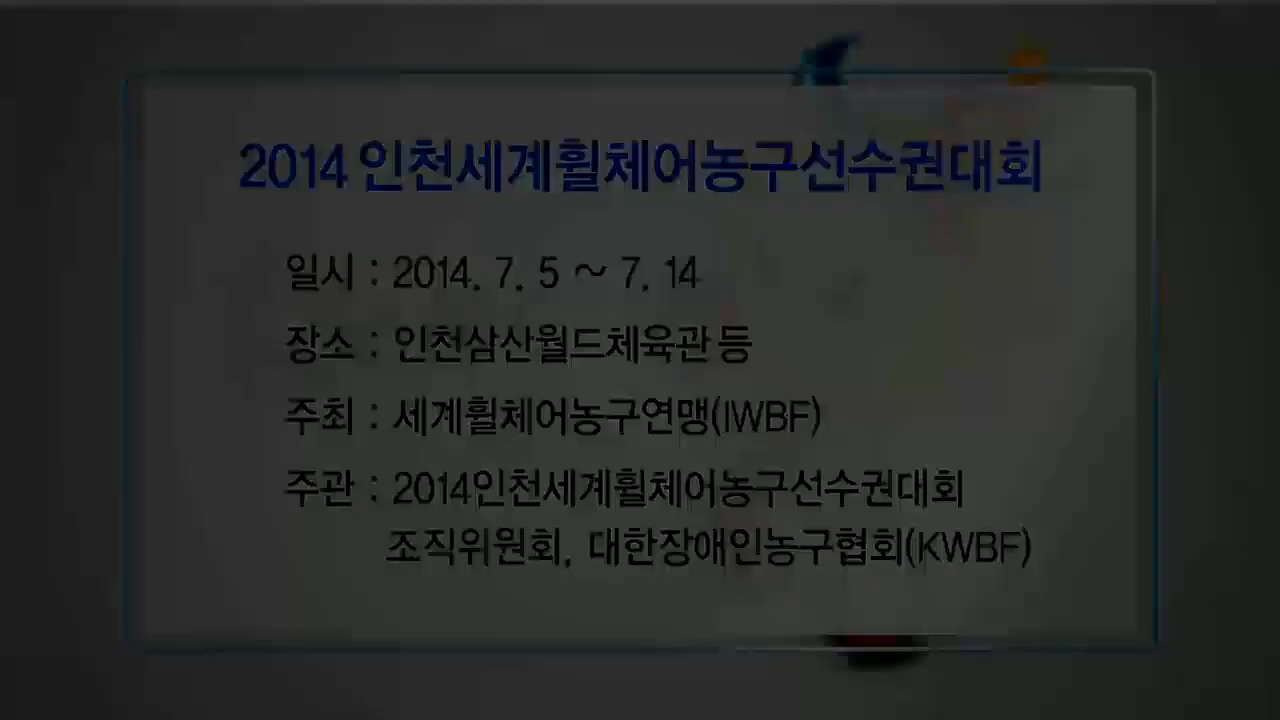 2014 인천세계휠체어농구선수권대회
일시 : 2014. 7. 5 ~ 7. 14
장소 : 인천삼산월드체육관 등
주최 : 세계휠체어농구연맹(IWBF)
주관 : 2014인천세계휠체어농구선수권대회
조직위원회, 대한장애인농구협회(KWBF)